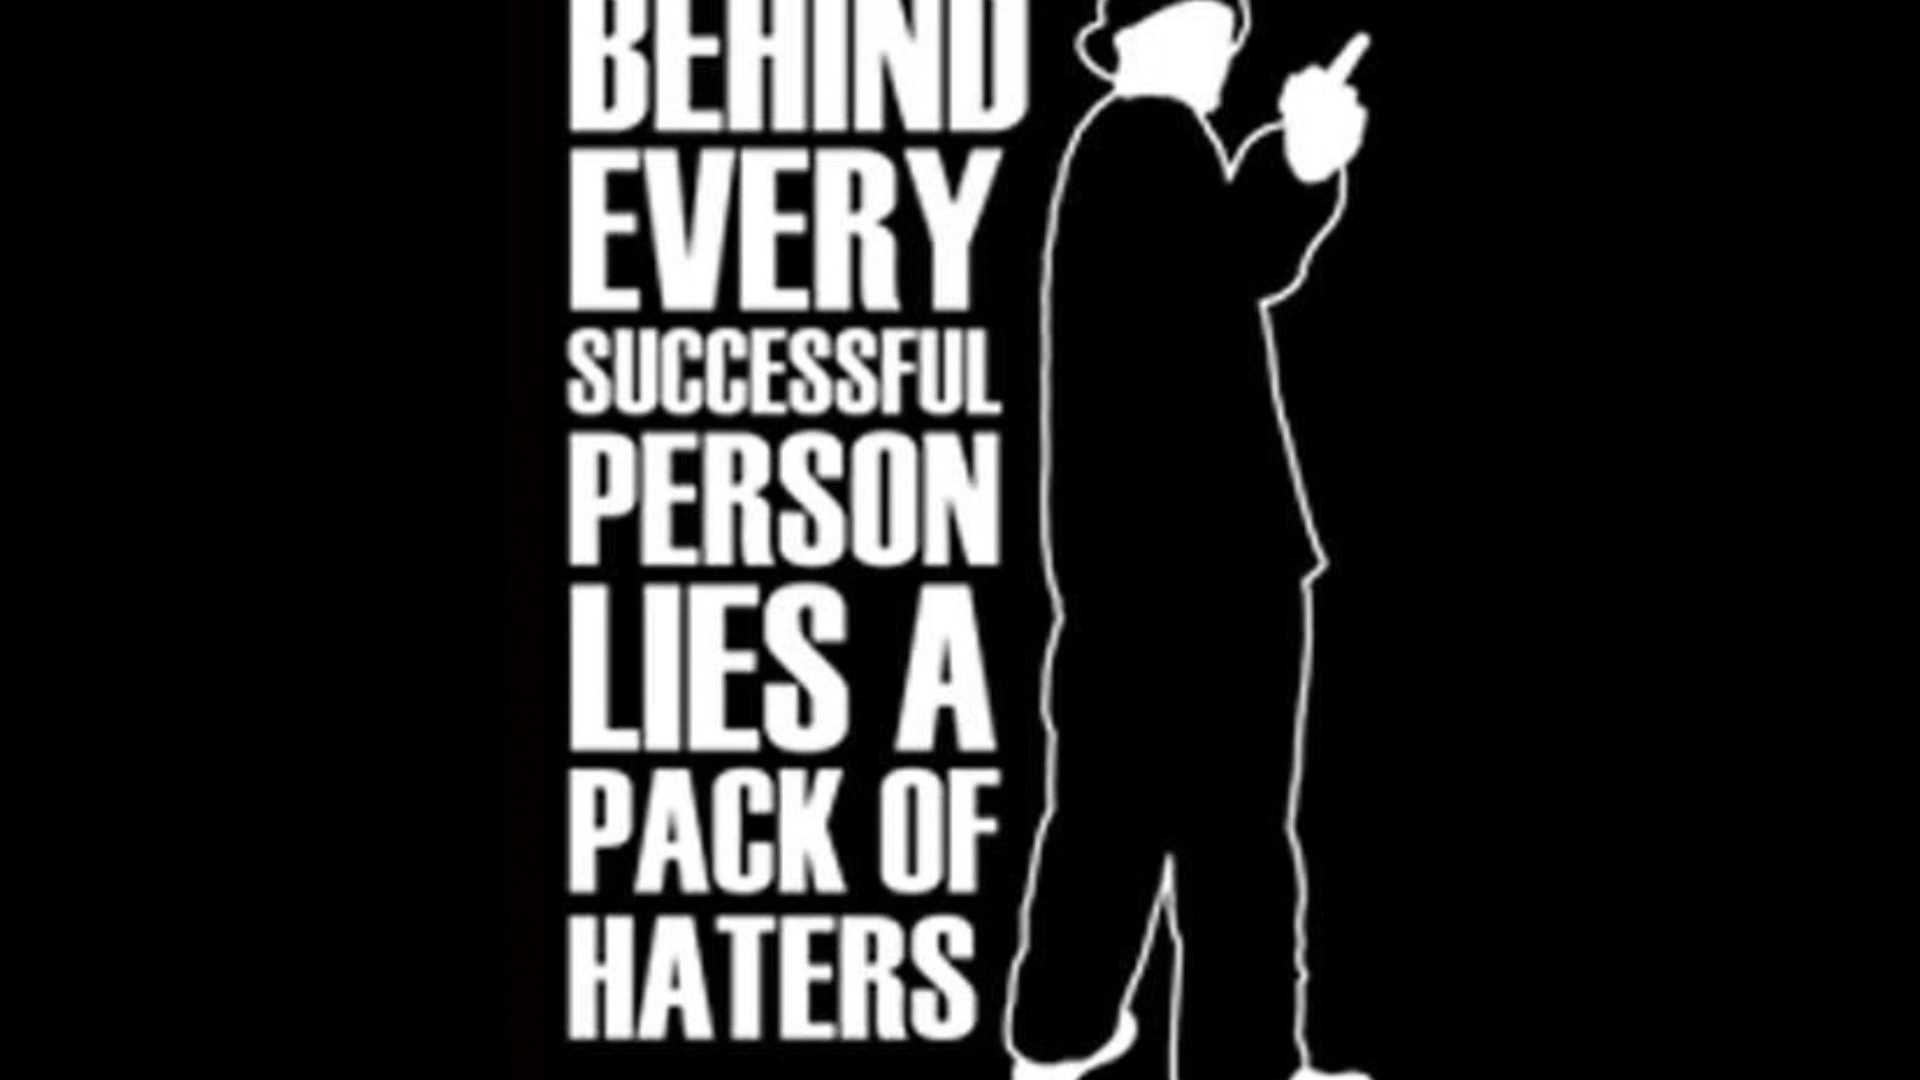 BEHIND
EVERY
SUCCESSFUL
PERSON
LIES A
PACK OF
HATERS